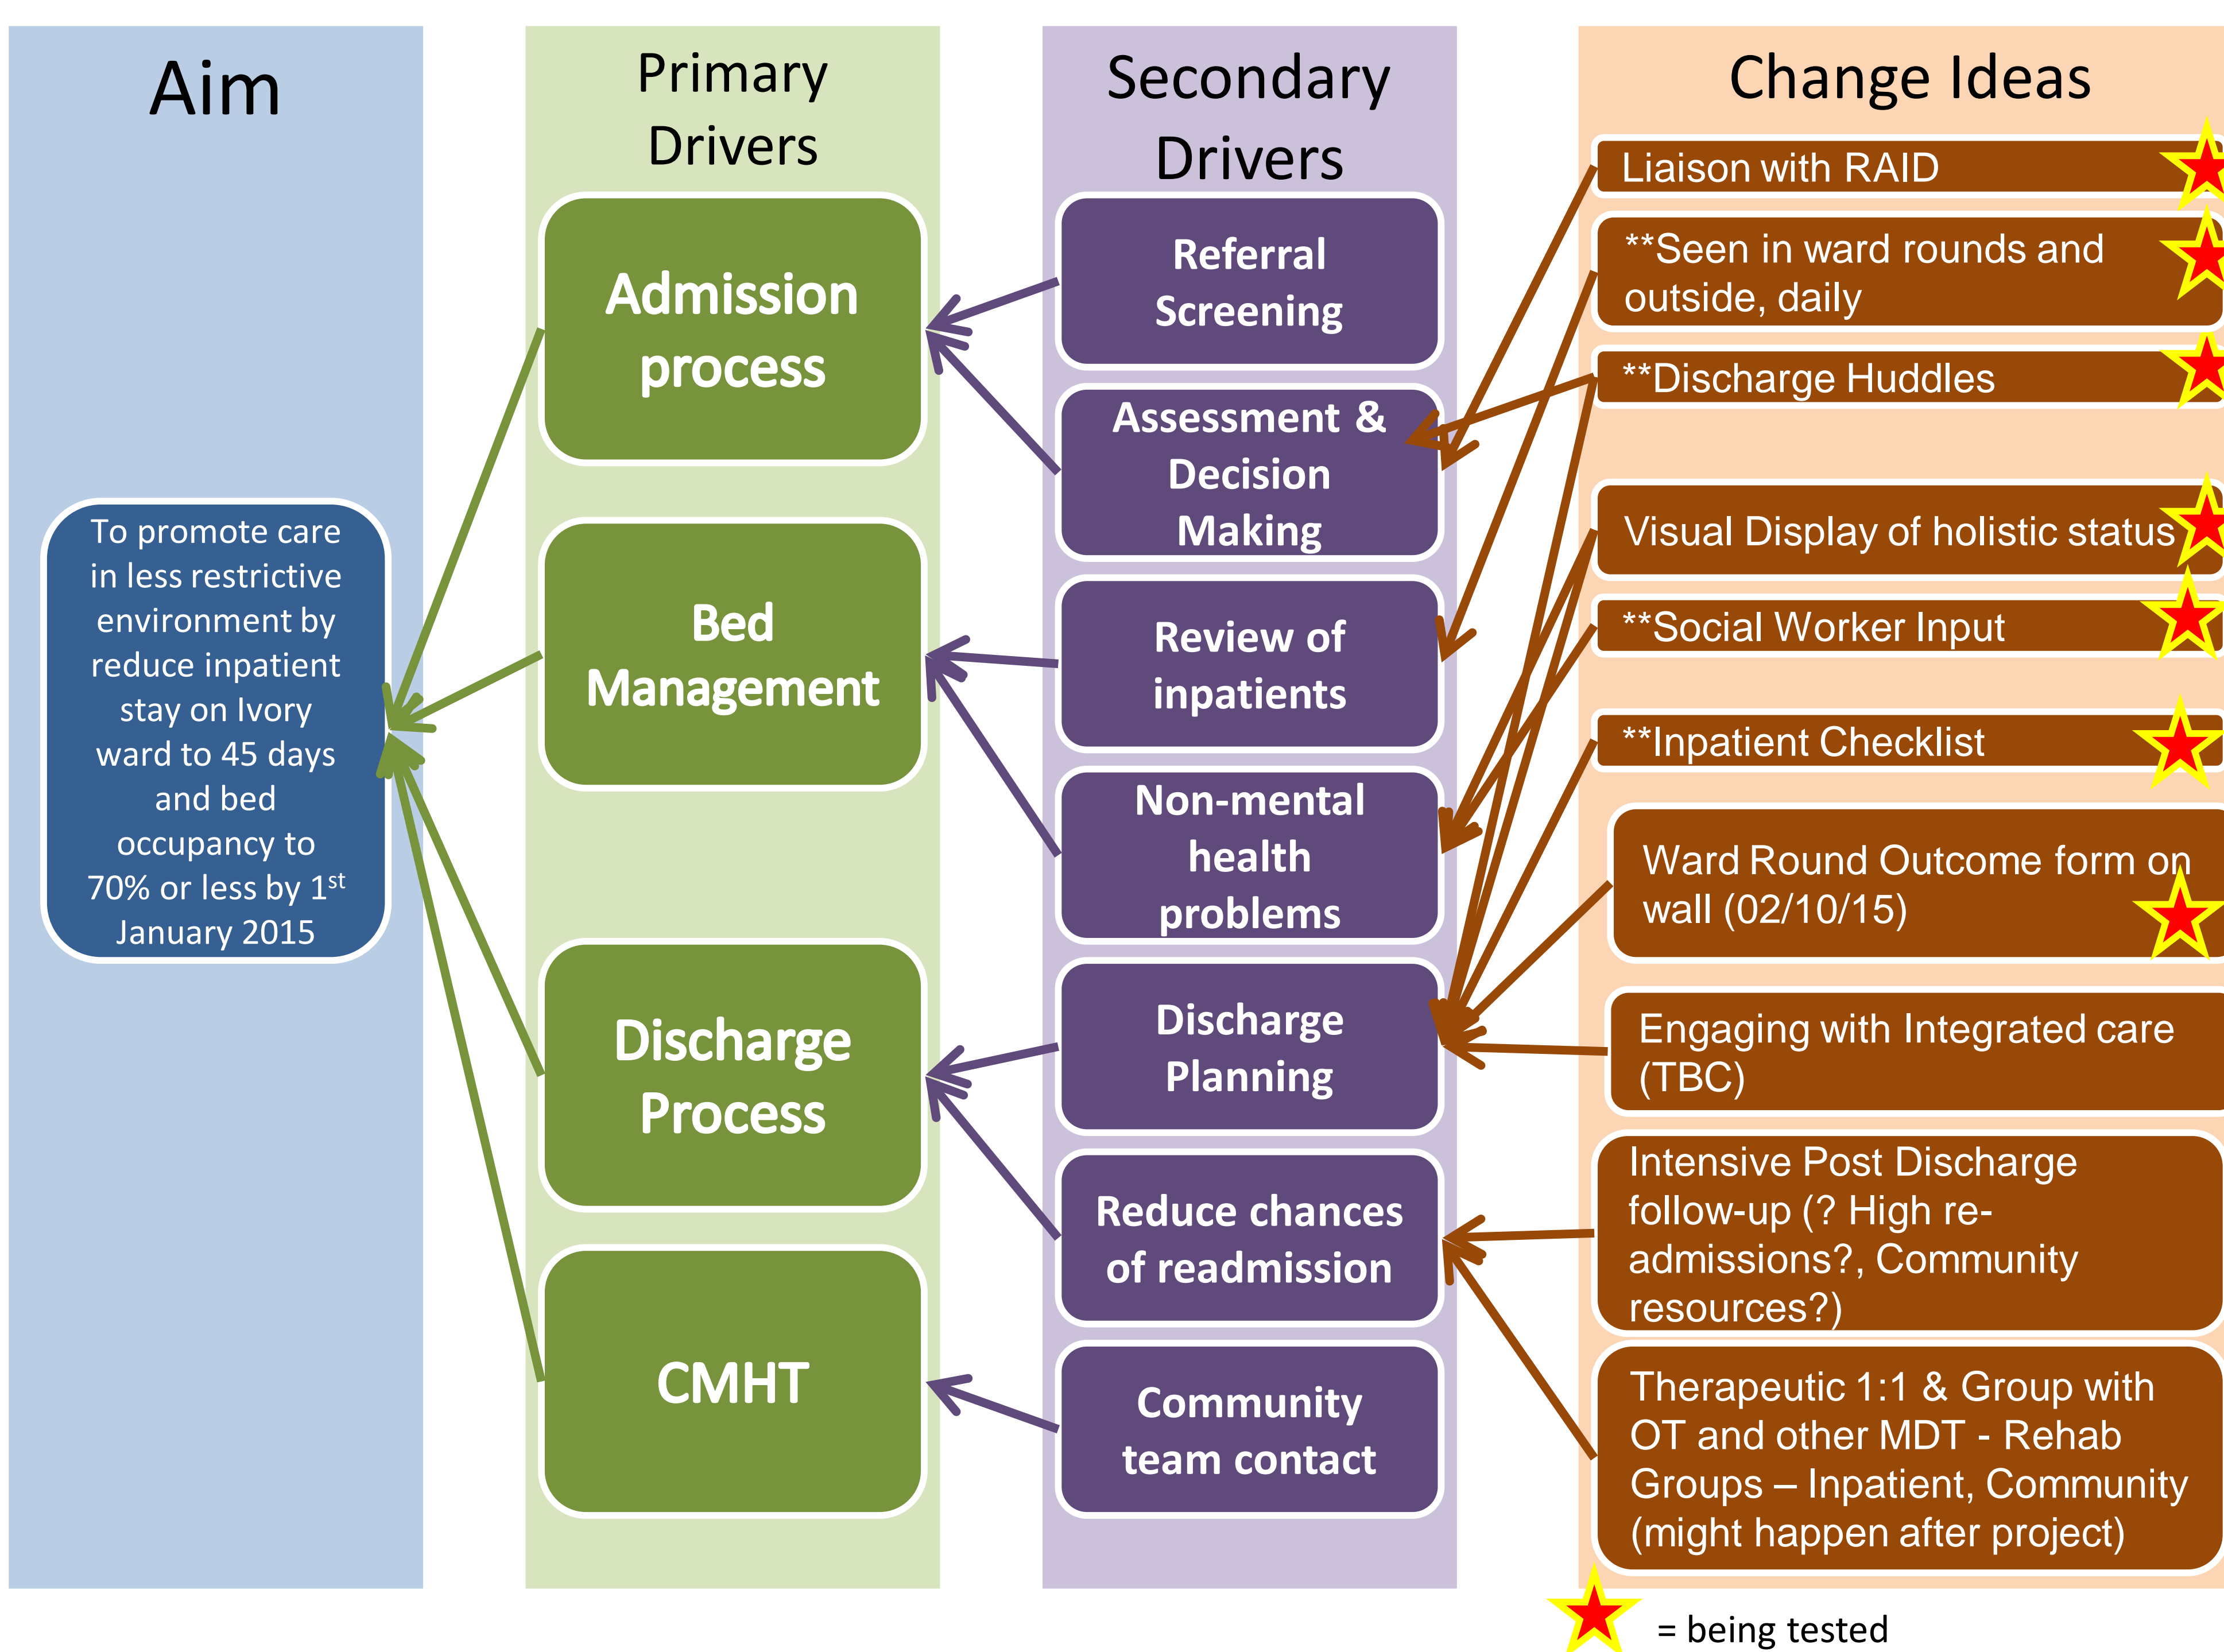 Aim
To promote care
in less restrictive
environment by
reduce inpatient
stay on Ivory
ward to 45 days
and bed
occupancy to
70% or less by 1st
January 2015
Primary
Drivers
Admission
process
Bed
Management
Discharge
Process
CMHT
Secondary
Drivers
Referral
Screening
Assessment &
Decision
Making
Review of
inpatients
Non-mental
health
problems
Discharge
Planning
Reduce chances
of readmission
Community
team contact
Change Ideas
Liaison with RAID
**Seen in ward rounds and
outside, daily
**Discharge Huddles
Visual Display of holistic status
**Social Worker Input
**Inpatient Checklist
Ward Round Outcome form on
wall (02/10/15)
Engaging with Integrated care
(TBC)
Intensive Post Discharge
follow-up (? High re-
admissions?, Community
resources?)
Therapeutic 1:1 & Group with
OT and other MDT - Rehab
Groups – Inpatient, Community
(might happen after project)
= being tested